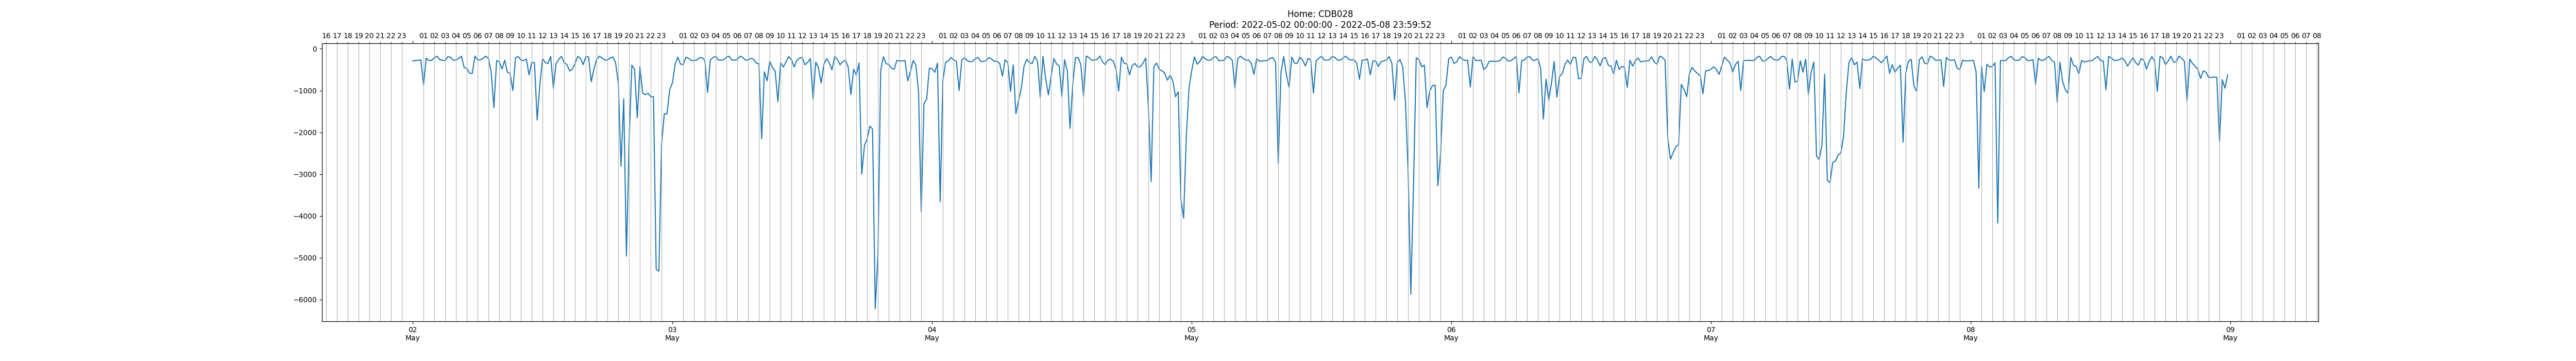 Home: CDB028
Period: 2022-05-02 00:00:00 - 2022-05-08 23:59:52
16 17 18 19 20 21 22 23 01 02 03 04 05 06 07 08 09 10 11 12 13 14 15 16 17 18 19 20 21 22 23 01 02 03 04 05 06 07 08 09 10 11 12 13 14 15 16 17 18 19 20 21 22 23 01 02 03 04 05 06 07 08 09 10 11 12 13 14 15 16 17 18 19 20 21 22 23 01 02 03 04 05 06 07 08 09 10 11 12 13 14 15 16 17 18 19 20 21 22 23 01 02 03 04 05 06 07 08 09 10 11 12 13 14 15 16 17 18 19 20 21 22 23 01 02 03 04 05 06 07 08 09 10 11 12 13 14 15 16 17 18 19 20 21 22 23 01 02 03 04 05 06 07 08 09 10 11 12 13 14 15 16 17 18 19 20 21 22 23 01 02 03 04 05 06 07 08
0
−1000
−2000
−3000
−4000
−5000
−6000
02 03 04 05 06 07 08 09
May May May May May May May May